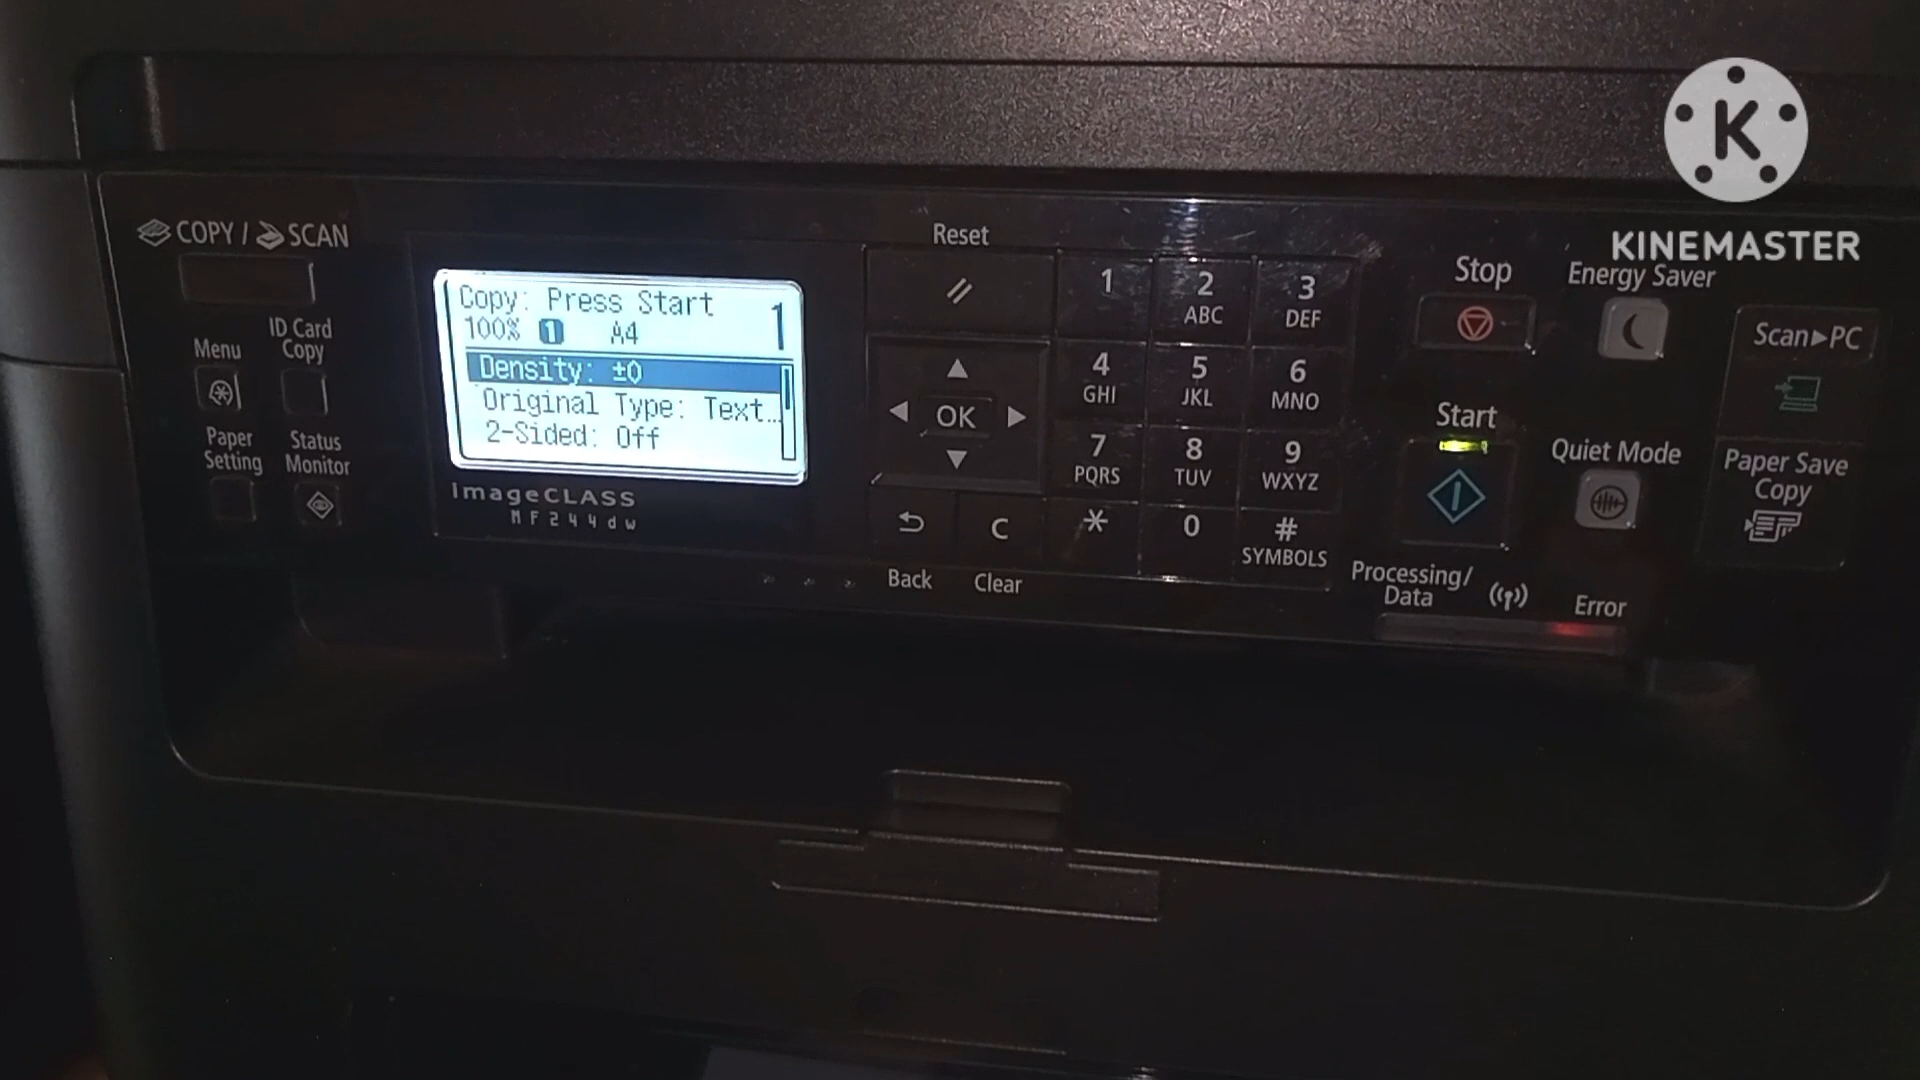 COPY / SCAN
Menu
ID Card
Copy
Paper
Setting
Status
Monitor
Copy: Press Start
1
100% 1 A4
Density: ±0
Original Type: Text...
2-Sided: Off
imageCLASS
MF244dw
Reset
OK
Back
C
Clear
1
2
ABC
3
DEF
4
GHI
5
JKL
6
MNO
7
PQRS
8
TUV
9
WXYZ
*
0
#
SYMBOLS
Stop
Start
Processing/
Data
Error
KINEMASTER
K
Energy Saver
Quiet Mode
Scan▶PC
Paper Save
Copy